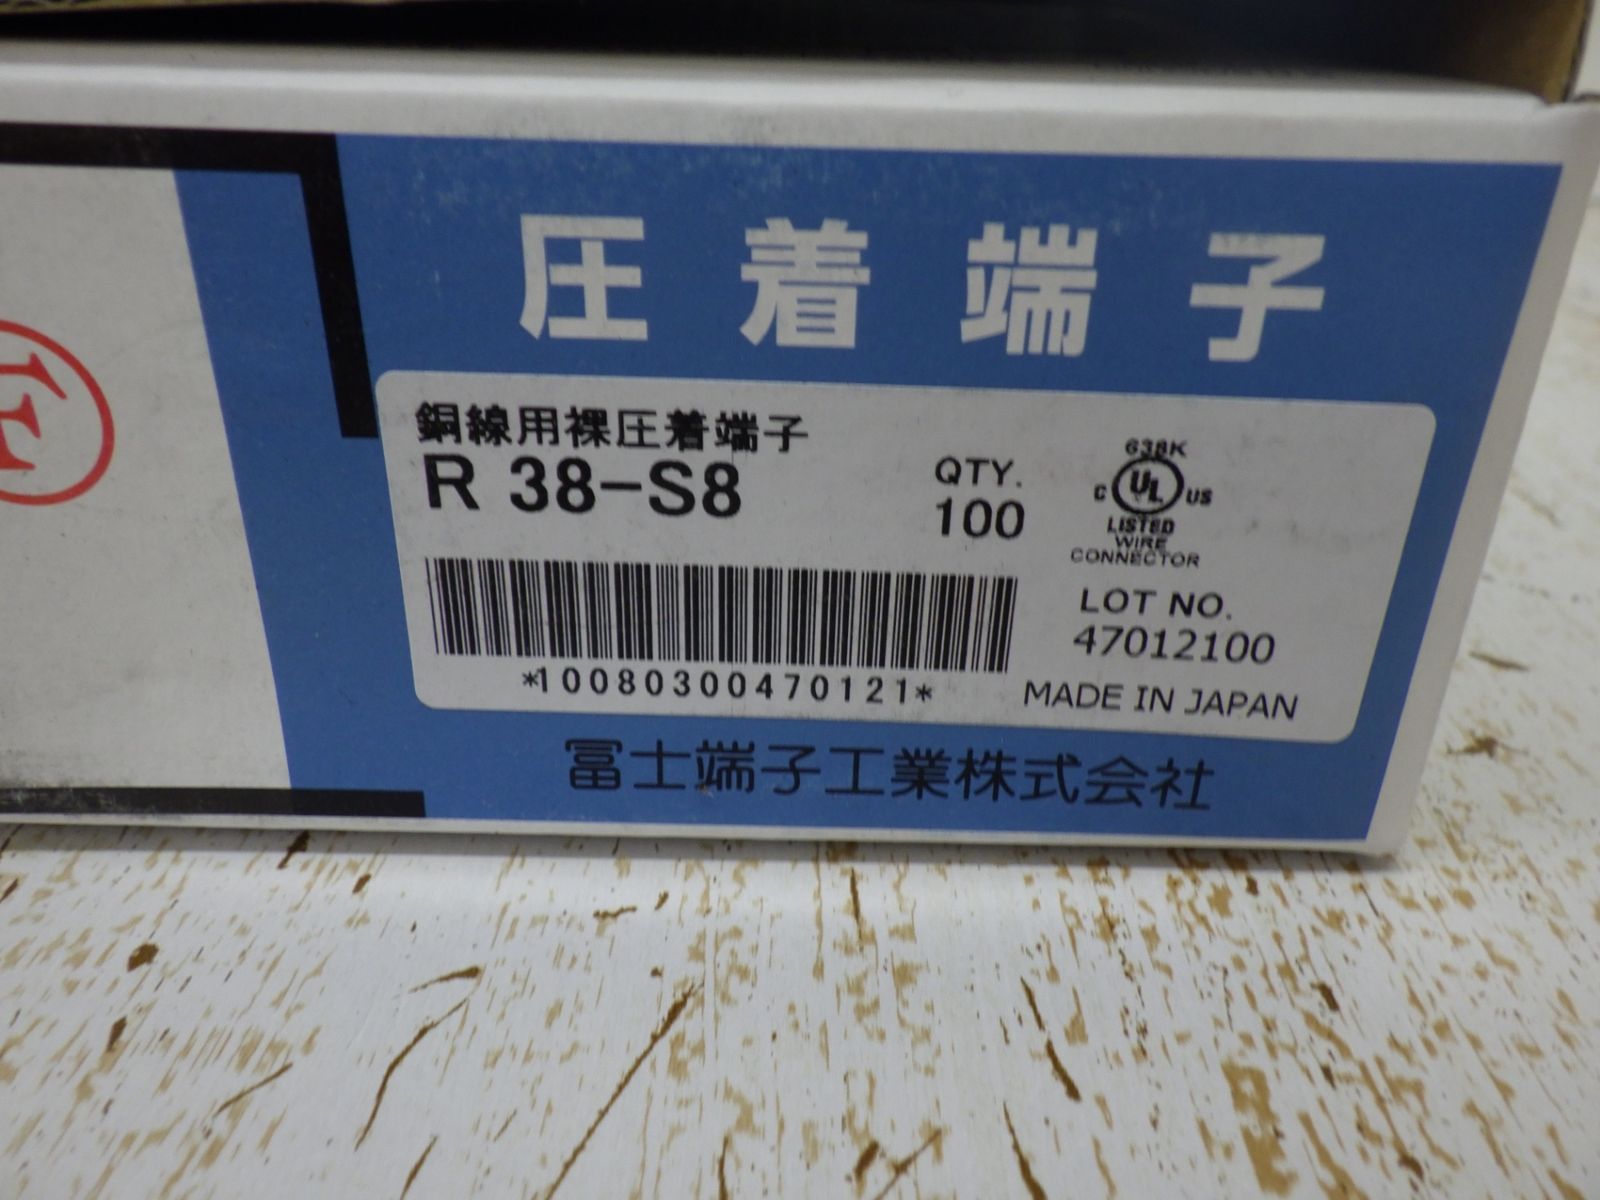 圧着端子
銅線用裸圧着端子
R 38-S8
QTY.
100
638K
C UL US
LISTED
WIRE
CONNECTOR
LOT NO.
47012100
*10080300470121*
MADE IN JAPAN
冨士端子工業株式会社